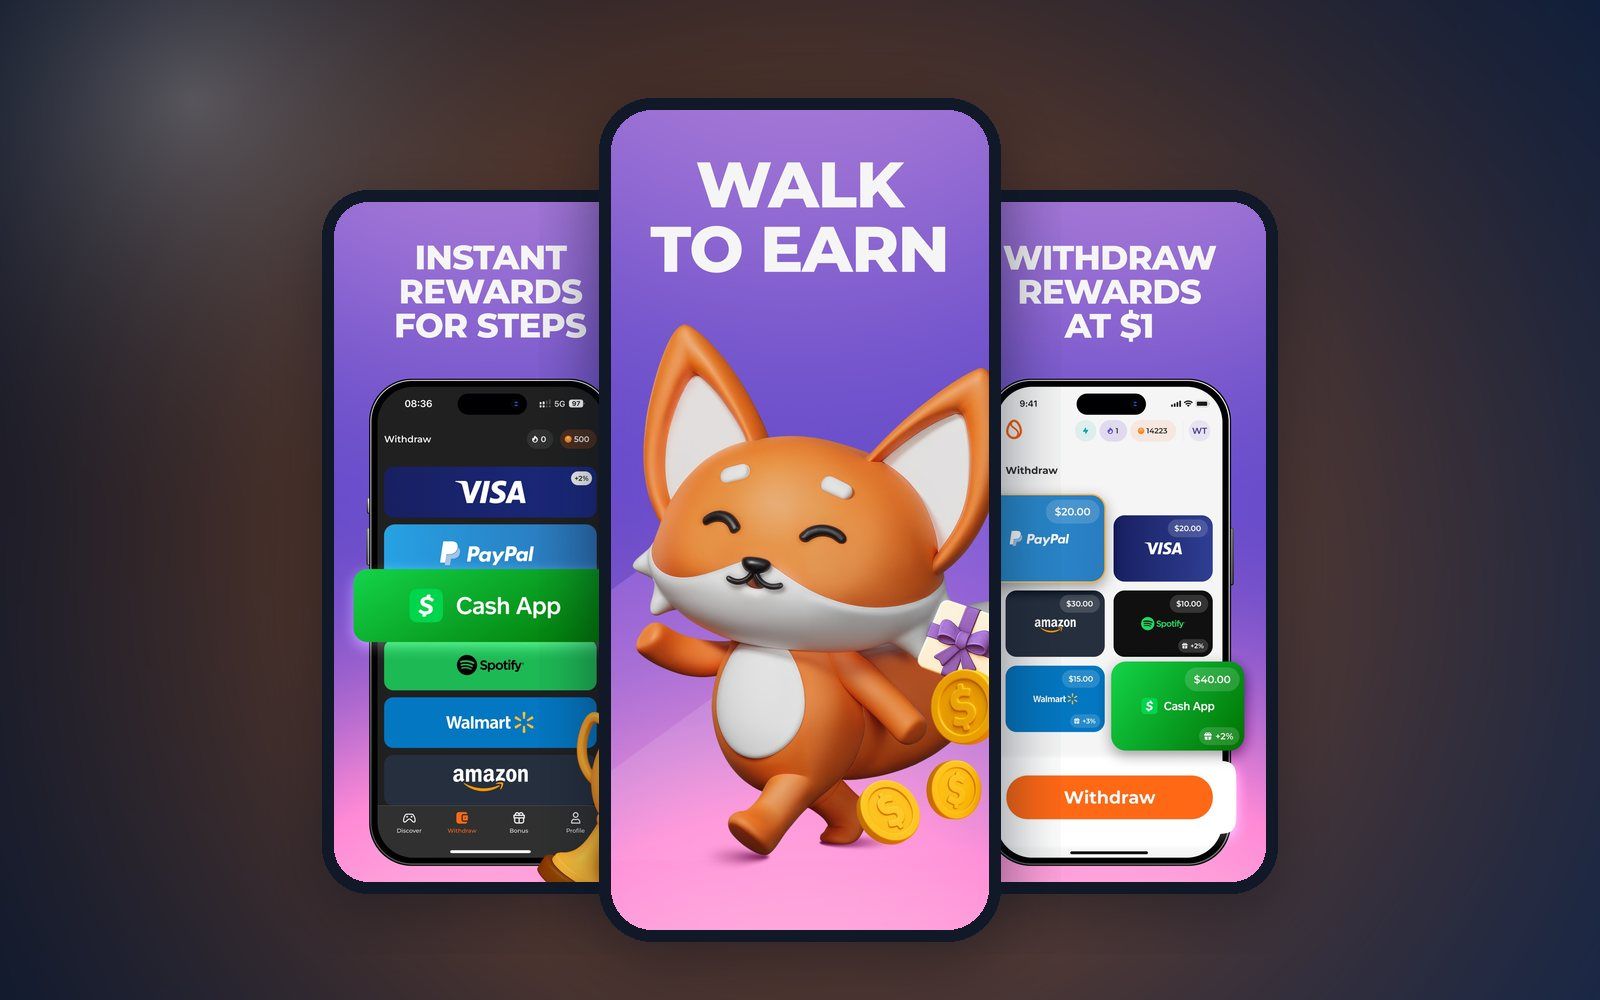 INSTANT
REWARDS
FOR STEPS
08:36
5G 97
Withdraw
0
500
VISA
+2%
PayPal
$ Cash App
Spotify
Walmart
amazon
Discover
Withdraw
Bonus
Profile
WALK
TO EARN
WITHDRAW
REWARDS
AT $1
9:41
1
14223
WT
Withdraw
$20.00
PayPal
$20.00
VISA
$30.00
amazon
$10.00
Spotify
+2%
$15.00
Walmart
+3%
$40.00
$ Cash App
+2%
Withdraw